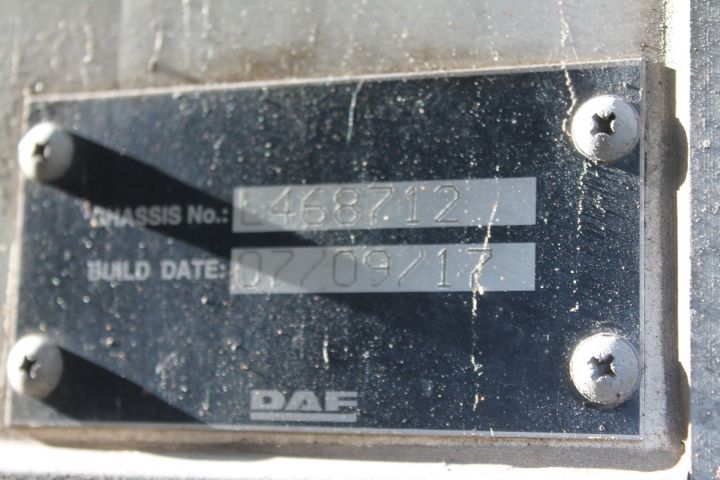 CHASSIS No.: L468712
BUILD DATE: 07/09/17
DAF